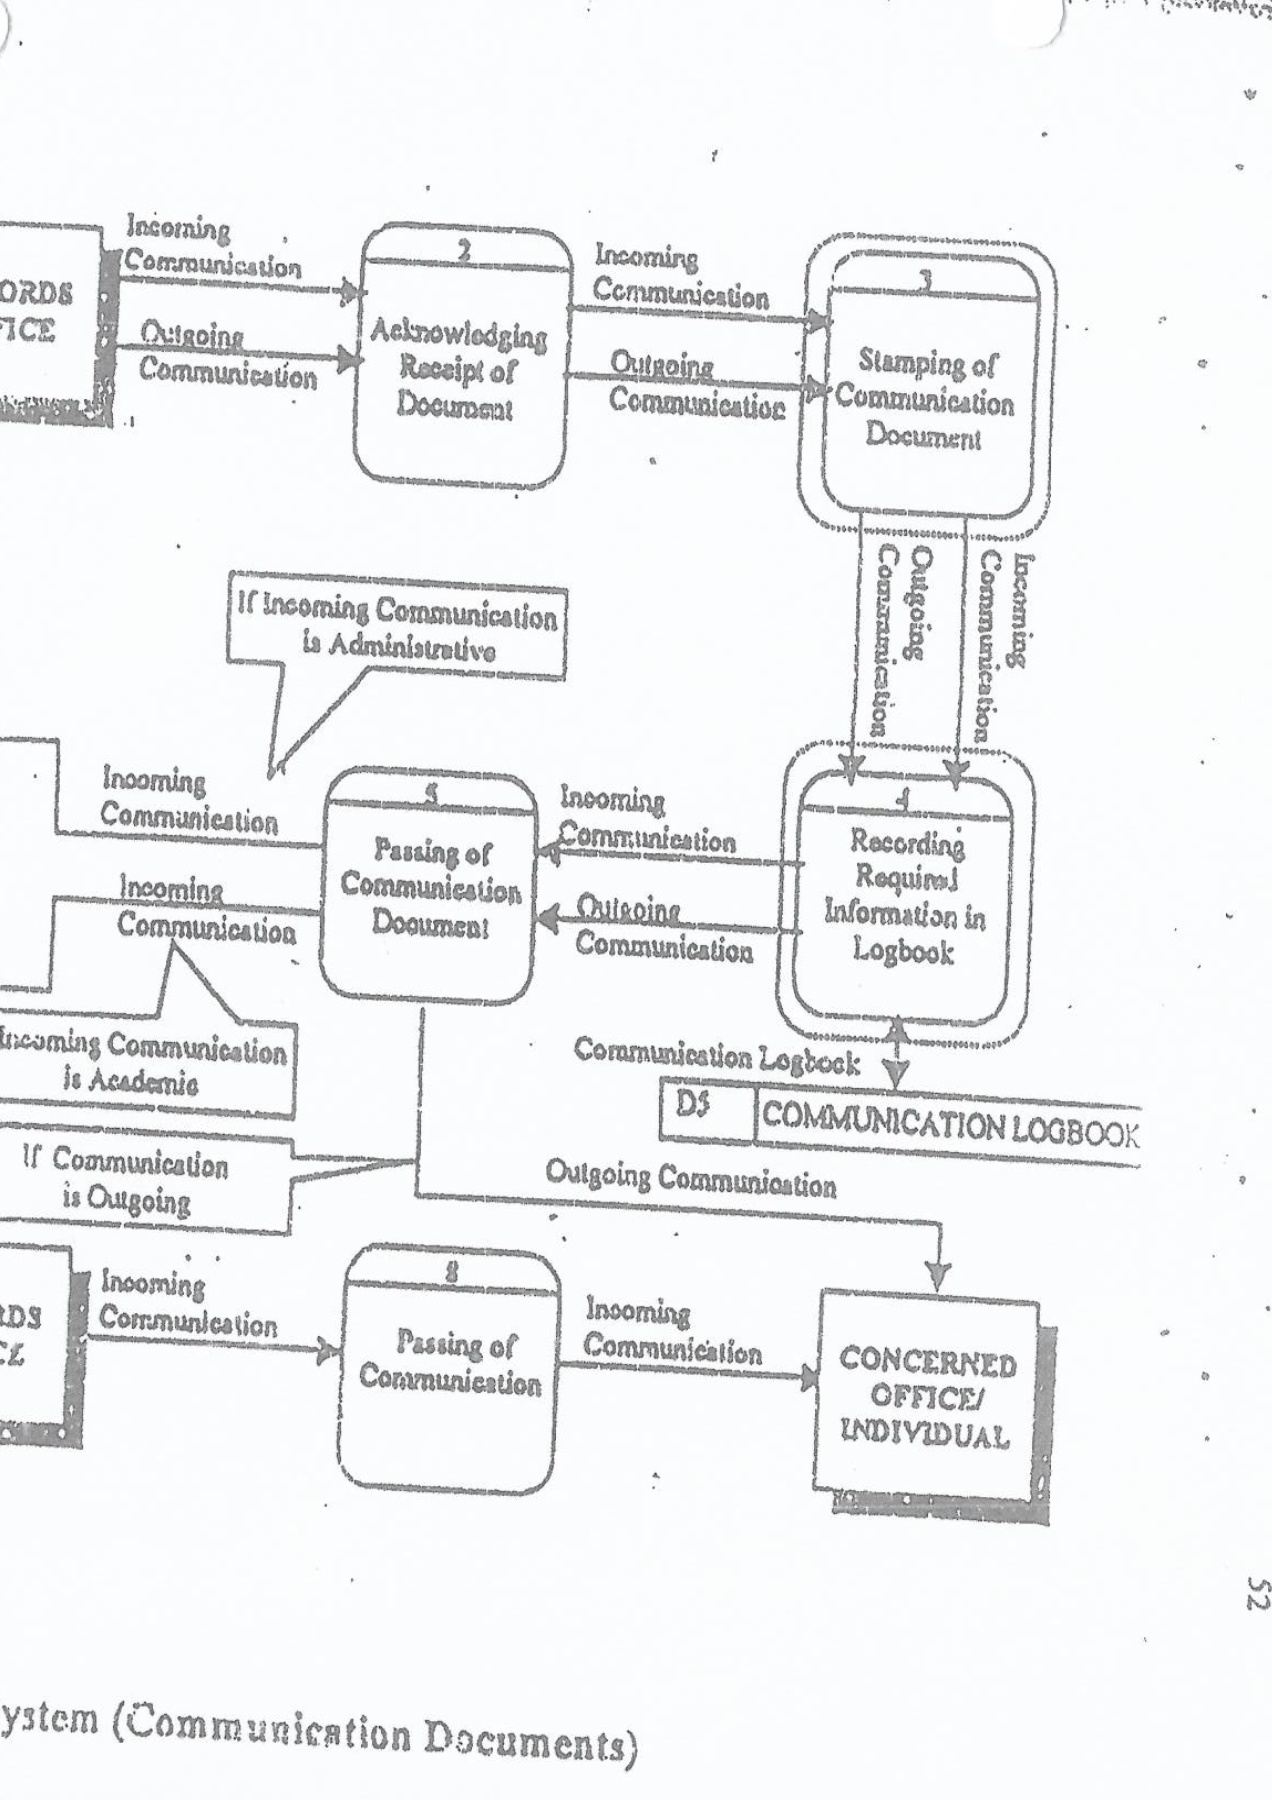 Incoming
Communication
ORDS
FICE
Outgoing
Communication
2
Acknowledging
Receipt of
Document
Incoming
Communication
Outgoing
Communication
3
Stamping of
Communication
Document
Outgoing
Communication
Incoming
Communication
If Incoming Communication
is Administrative
Incoming
Communication
Incoming
Communication
5
Passing of
Communication
Document
Incoming
Communication
Outgoing
Communication
4
Recording
Required
Information in
Logbook
Incoming Communication
is Academic
Communication Logbook
D5
COMMUNICATION LOGBOOK
If Communication
is Outgoing
Outgoing Communication
RDS
CE
Incoming
Communication
8
Passing of
Communication
Incoming
Communication
CONCERNED
OFFICE/
INDIVIDUAL
52
ystem (Communication Documents)